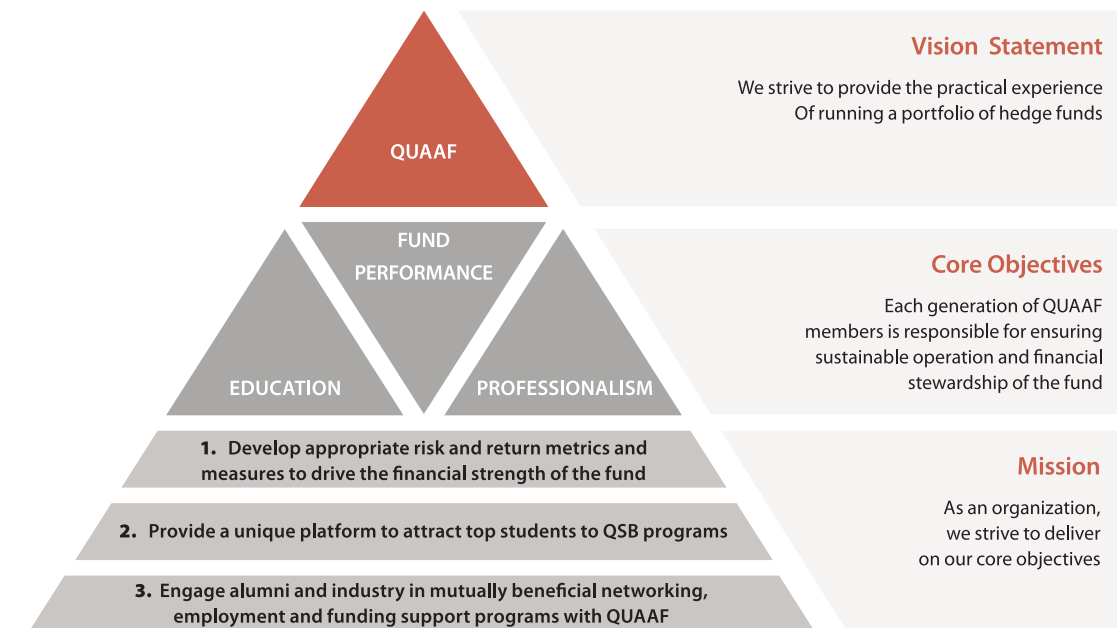 QUAAF
Vision Statement
We strive to provide the practical experience
Of running a portfolio of hedge funds
FUND
PERFORMANCE
EDUCATION
PROFESSIONALISM
Core Objectives
Each generation of QUAAF
members is responsible for ensuring
sustainable operation and financial
stewardship of the fund
1. Develop appropriate risk and return metrics and
measures to drive the financial strength of the fund
2. Provide a unique platform to attract top students to QSB programs
3. Engage alumni and industry in mutually beneficial networking,
employment and funding support programs with QUAAF
Mission
As an organization,
we strive to deliver
on our core objectives